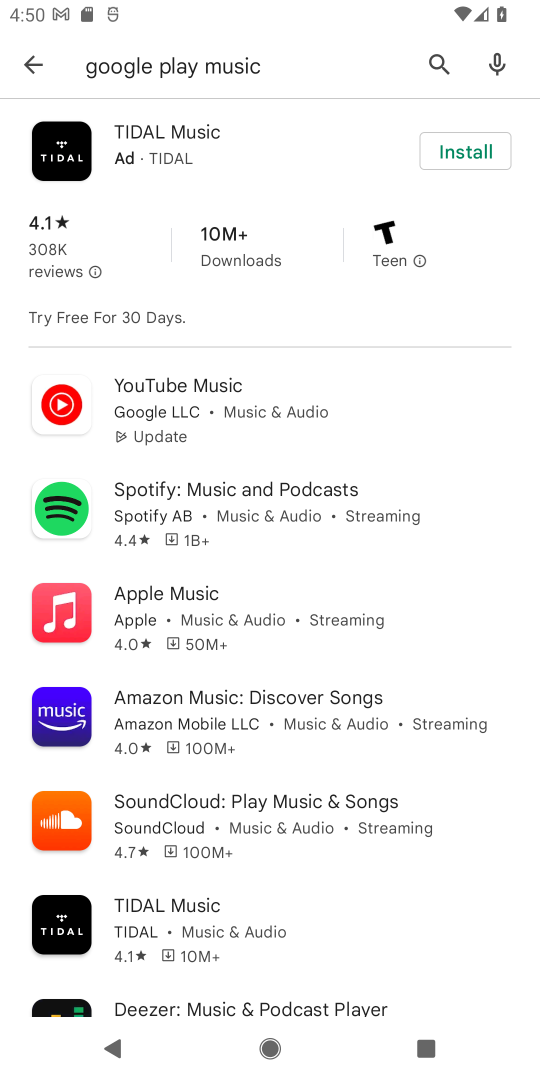 4:50
google play music
TIDAL Music
Ad · TIDAL
Install
TIDAL
4.1★
308K
reviews
10M+
Downloads
T
Teen
Try Free For 30 Days.
YouTube Music
Google LLC • Music & Audio
Update
Spotify: Music and Podcasts
Spotify AB • Music & Audio • Streaming
4.4★ 1B+
Apple Music
Apple • Music & Audio • Streaming
4.0★ 50M+
music
Amazon Music: Discover Songs
Amazon Mobile LLC • Music & Audio • Streaming
4.0★ 100M+
SoundCloud: Play Music & Songs
SoundCloud • Music & Audio • Streaming
4.7★ 100M+
TIDAL
TIDAL Music
TIDAL • Music & Audio
4.1★ 10M+
Deezer: Music & Podcast Player